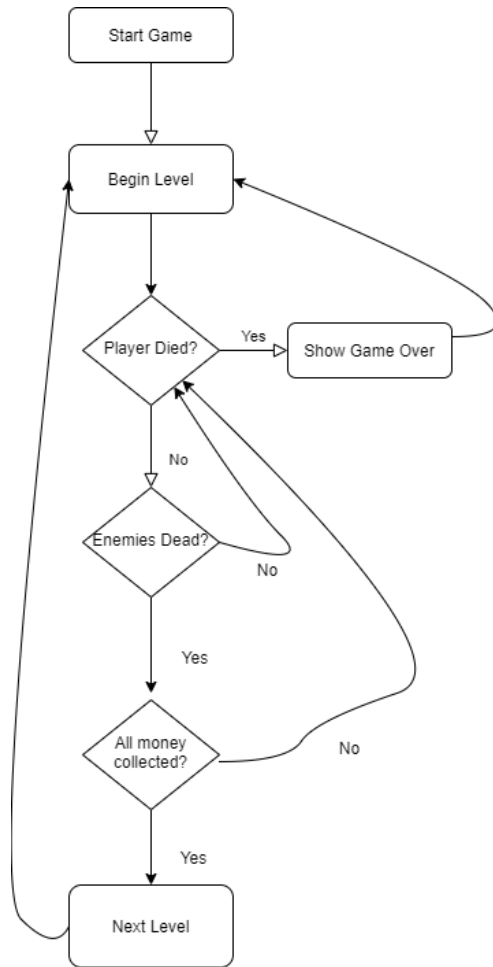 Start Game
Begin Level
Player Died?
Yes
Show Game Over
No
Enemies Dead?
No
Yes
All money
collected?
No
Yes
Next Level